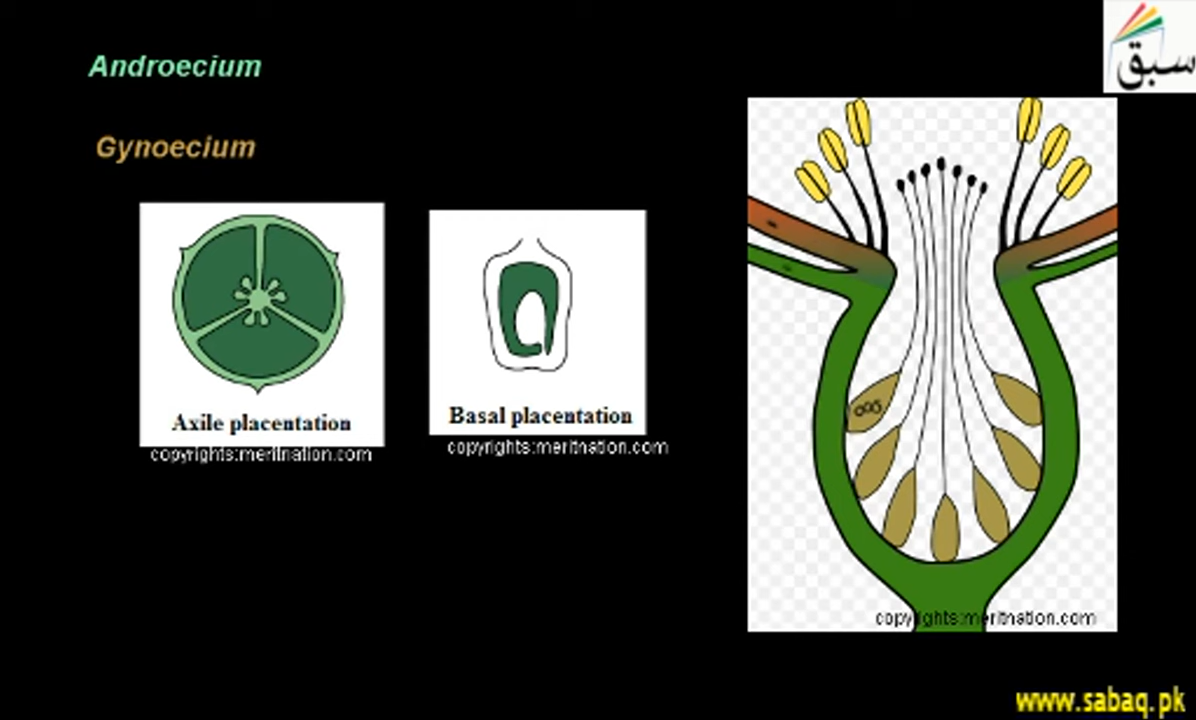 سبق
Androecium
Gynoecium
Axile placentation
copyrights:meritnation.com
Basal placentation
copyrights:meritnation.com
copyrights:meritnation.com
www.sabaq.pk